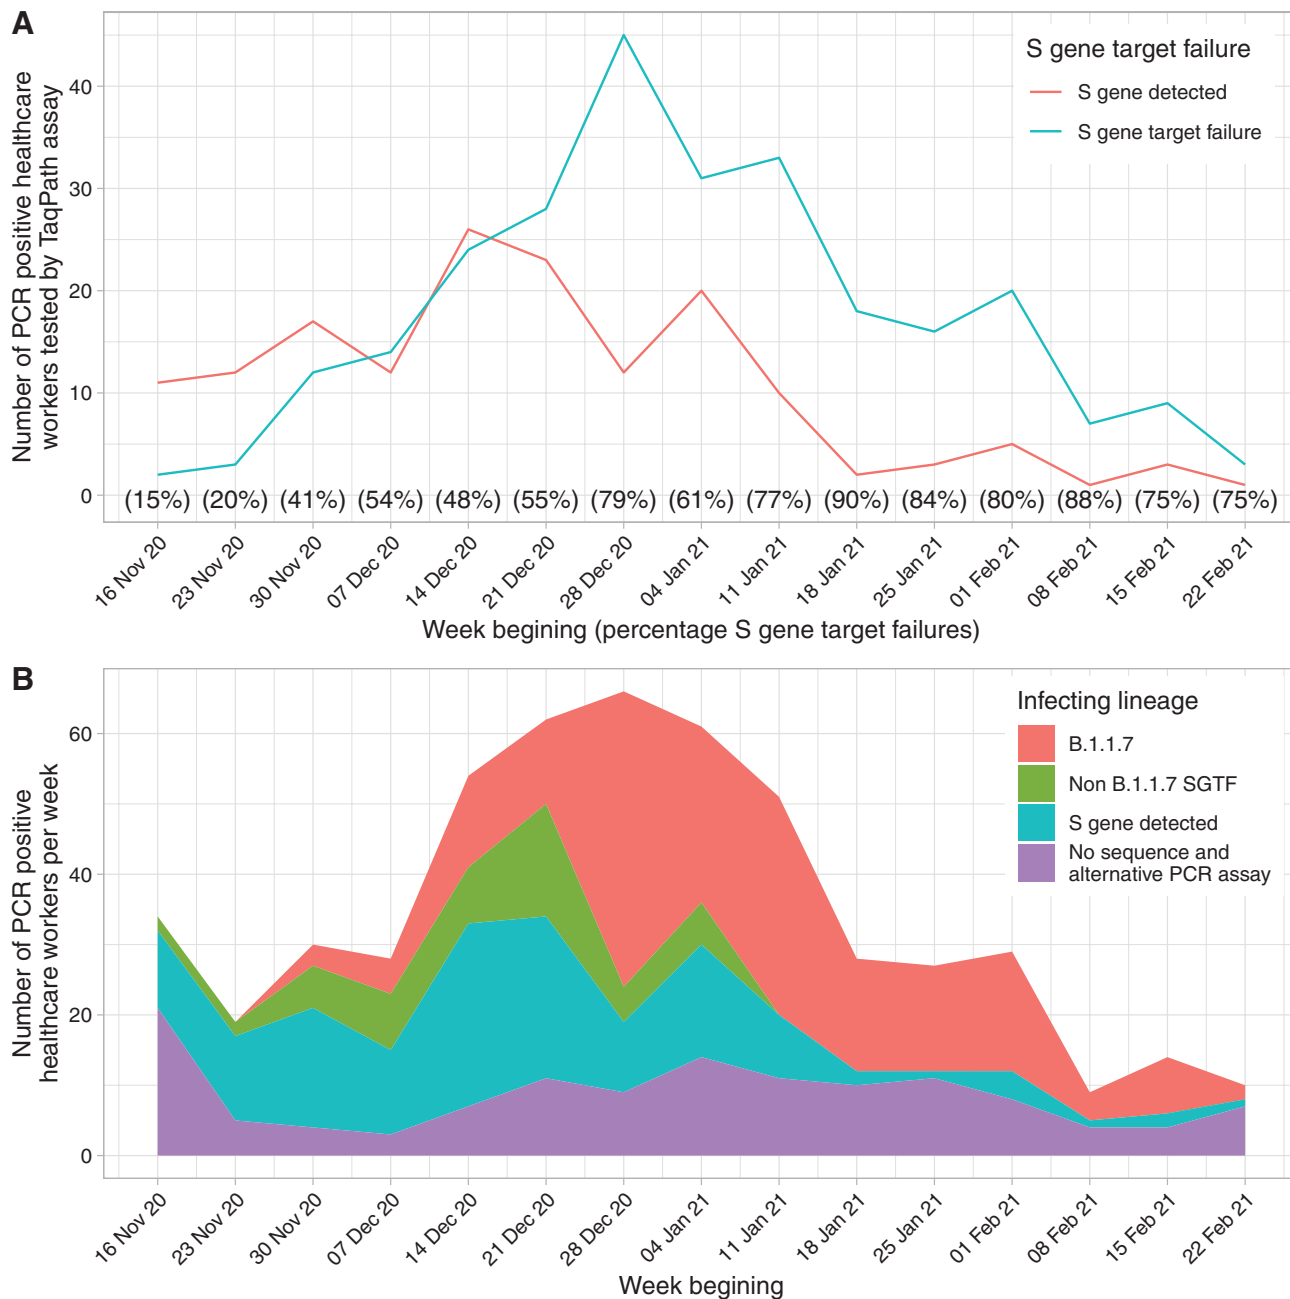 A
Number of PCR positive healthcare
workers tested by TaqPath assay
40
30
20
10
0
S gene target failure
S gene detected
S gene target failure
(15%) (20%) (41%) (54%) (48%) (55%) (79%) (61%) (77%) (90%) (84%) (80%) (88%) (75%) (75%)
16 Nov 20 23 Nov 20 30 Nov 20 07 Dec 20 14 Dec 20 21 Dec 20 28 Dec 20 04 Jan 21 11 Jan 21 18 Jan 21 25 Jan 21 01 Feb 21 08 Feb 21 15 Feb 21 22 Feb 21
Week begining (percentage S gene target failures)
B
Number of PCR positive
healthcare workers per week
60
40
20
0
Infecting lineage
B.1.1.7
Non B.1.1.7 SGTF
S gene detected
No sequence and
alternative PCR assay
16 Nov 20 23 Nov 20 30 Nov 20 07 Dec 20 14 Dec 20 21 Dec 20 28 Dec 20 04 Jan 21 11 Jan 21 18 Jan 21 25 Jan 21 01 Feb 21 08 Feb 21 15 Feb 21 22 Feb 21
Week begining